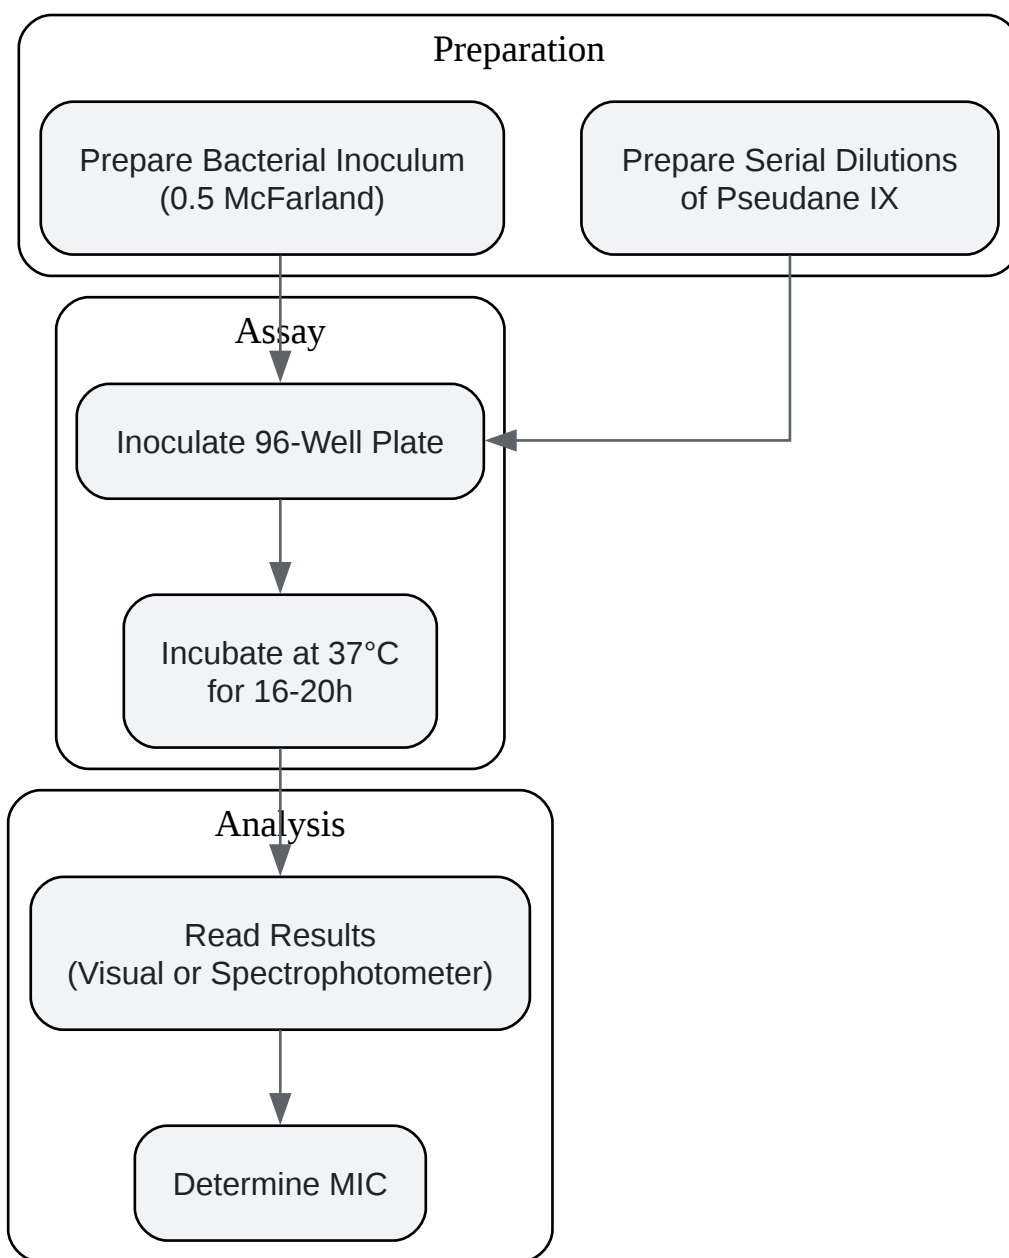 Preparation
Prepare Bacterial Inoculum
(0.5 McFarland)
Prepare Serial Dilutions
of Pseudane IX
Assay
Inoculate 96-Well Plate
Incubate at 37°C
for 16-20h
Analysis
Read Results
(Visual or Spectrophotometer)
Determine MIC